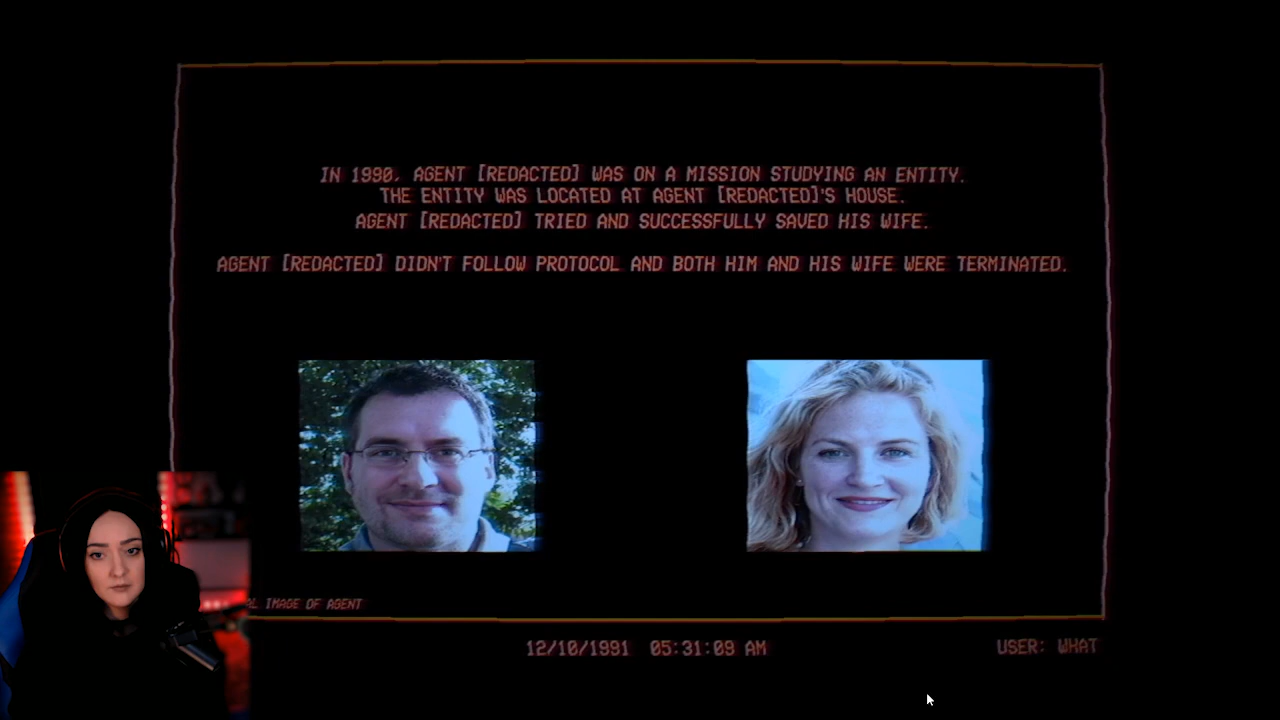 IN 1990, AGENT [REDACTED] WAS ON A MISSION STUDYING AN ENTITY.
THE ENTITY WAS LOCATED AT AGENT [REDACTED]'S HOUSE.
AGENT [REDACTED] TRIED AND SUCCESSFULLY SAVED HIS WIFE.
AGENT [REDACTED] DIDN'T FOLLOW PROTOCOL AND BOTH HIM AND HIS WIFE WERE TERMINATED.
IMAGE OF AGENT
12/10/1991 05:31:09 AM
USER: WHAT